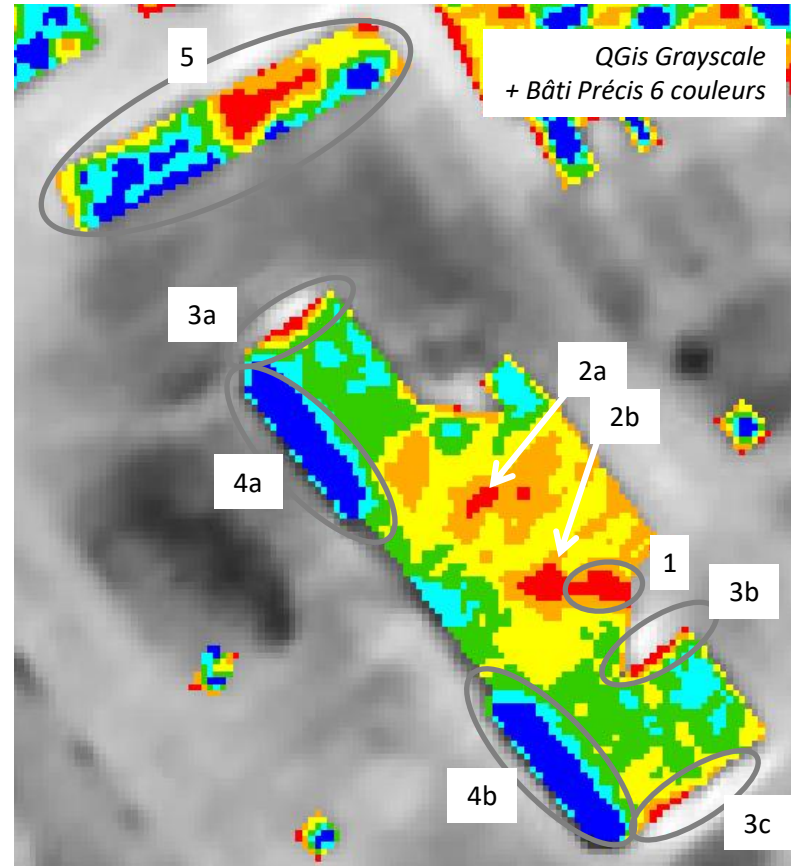 5
QGis Grayscale
+ Bâti Précis 6 couleurs
3a
2a
2b
4a
1
3b
4b
3c